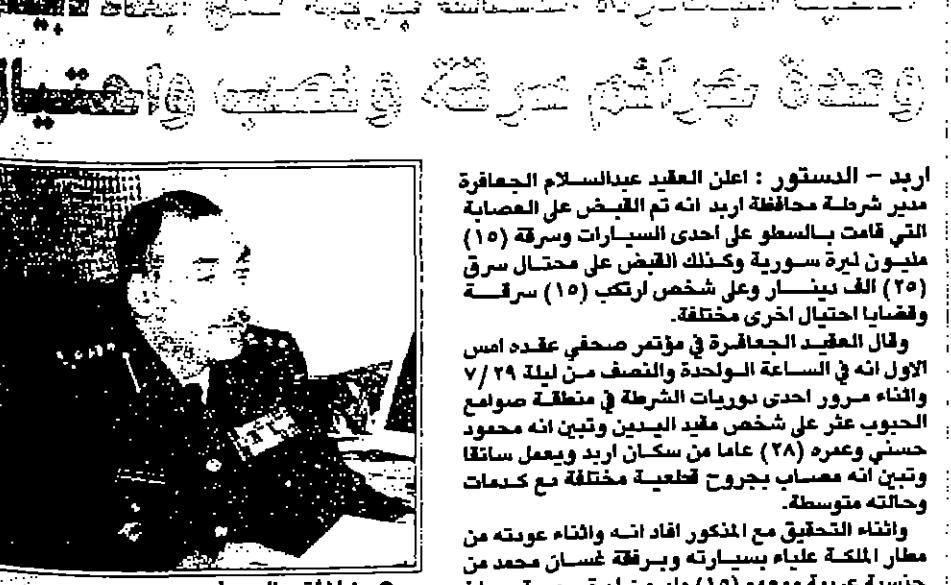 وعدة جرائم سرقة ونصب واحتيال
اربد – الدستور : اعلن العقيد عبدالسلام الجعافرة
مدير شرطة محافظة اربد انه تم القبض على العصابة
التي قامت بالسطو على احدى السيارات وسرقة (١٥)
مليون ليرة سورية وكذلك القبض على محتال سرق
(٢٥) الف دينار وعلى شخص ارتكب (١٥) سرقة
وقضايا احتيال اخرى مختلفة.
وقال العقيد الجعافرة في مؤتمر صحفي عقده امس
الاول انه في الساعة الواحدة والنصف من ليلة ٢٩/ ٧
واثناء مرور احدى دوريات الشرطة في منطقة صوامع
الحبوب عثر على شخص مقيد اليدين وتبين انه محمود
حسني وعمره (٢٨) عاما من سكان اربد ويعمل سائقا
وتبين انه مصاب بجروح قطعية مختلفة مع كدمات
وحالته متوسطة.
واثناء التحقيق مع المذكور افاد انه واثناء عودته من
مطار الملكة علياء بسيارته وبرفقة غسان محمد من
جنسية عربية ومعهم (١٥)